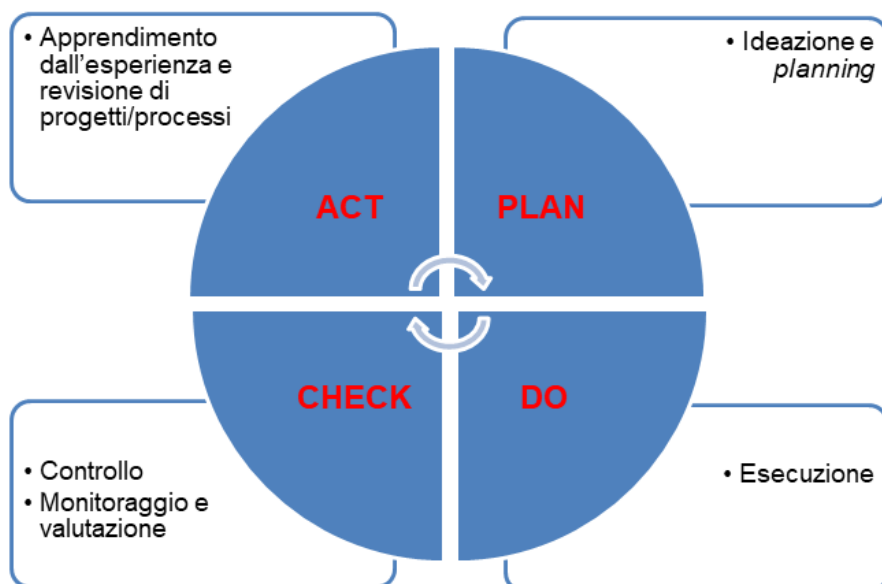 • Apprendimento
dall'esperienza e
revisione di
progetti/processi
• Ideazione e
planning
ACT
PLAN
CHECK
DO
• Controllo
• Monitoraggio e
valutazione
• Esecuzione